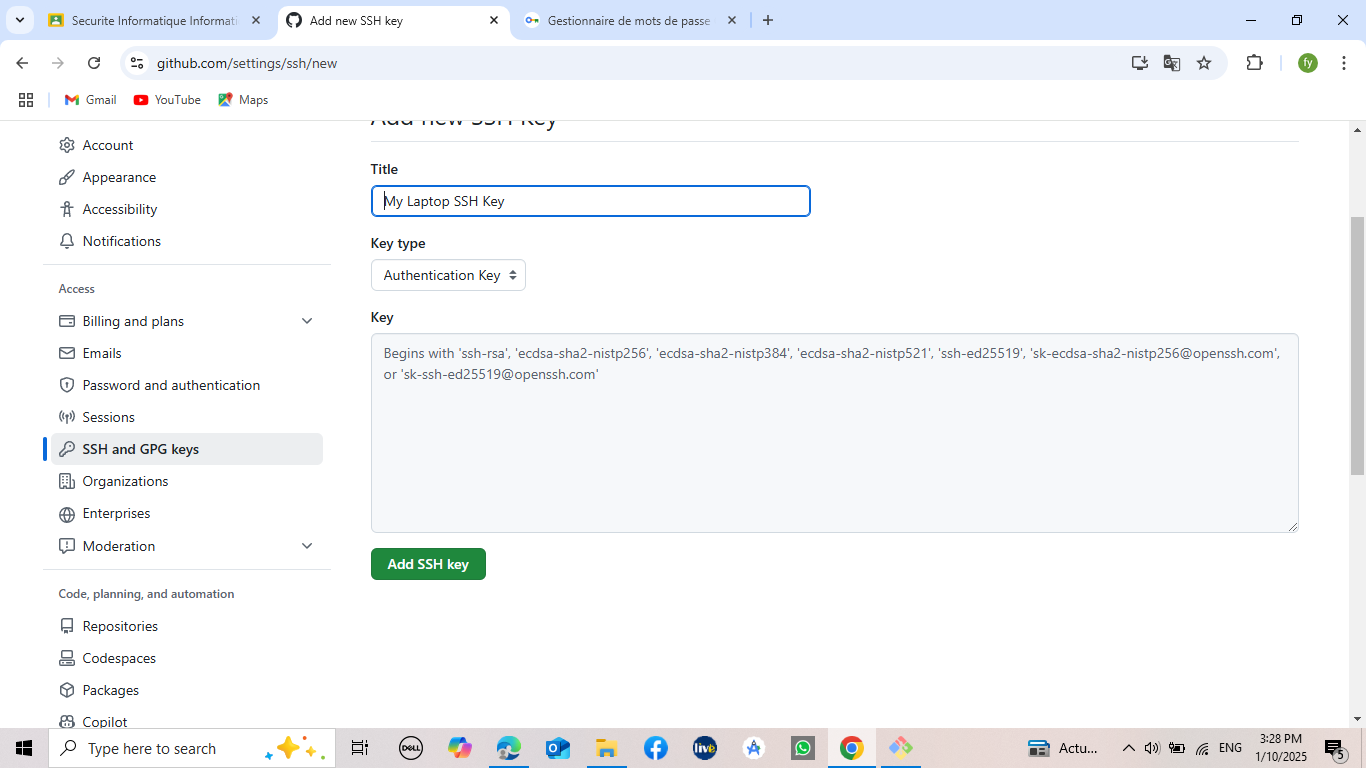 Securite Informatique Informati
Add new SSH key
Gestionnaire de mots de passe
github.com/settings/ssh/new
fy
Gmail
YouTube
Maps
Add new SSH Key
Account
Appearance
Accessibility
Notifications
Access
Billing and plans
Emails
Password and authentication
Sessions
SSH and GPG keys
Organizations
Enterprises
Moderation
Code, planning, and automation
Repositories
Codespaces
Packages
Copilot
Title
My Laptop SSH Key
Key type
Authentication Key
Key
Begins with 'ssh-rsa', 'ecdsa-sha2-nistp256', 'ecdsa-sha2-nistp384', 'ecdsa-sha2-nistp521', 'ssh-ed25519', 'sk-ecdsa-sha2-nistp256@openssh.com',
or 'sk-ssh-ed25519@openssh.com'
Add SSH key
Type here to search
DELL
live
Actu...
ENG
3:28 PM
1/10/2025
5